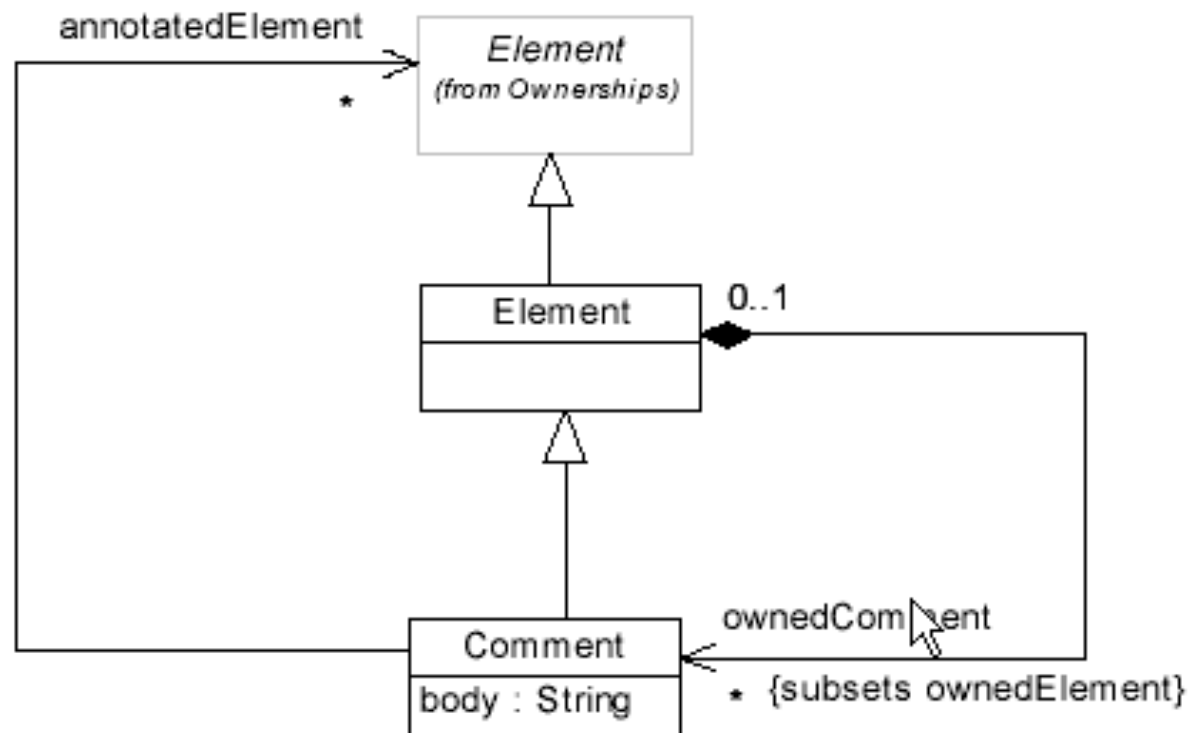 annotatedElement
*
Element
(from Ownerships)
Element
0..1
ownedComment
* {subsets ownedElement}
Comment
body : String